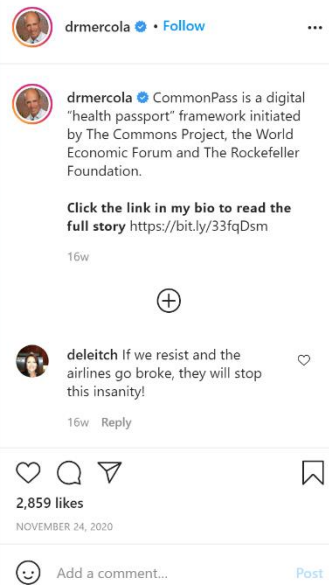 drmercola • Follow
drmercola CommonPass is a digital
“health passport” framework initiated
by The Commons Project, the World
Economic Forum and The Rockefeller
Foundation.
Click the link in my bio to read the
full story https://bit.ly/33fqDsm
16w
deleitch If we resist and the
airlines go broke, they will stop
this insanity!
16w Reply
2,859 likes
NOVEMBER 24, 2020
Add a comment...
Post